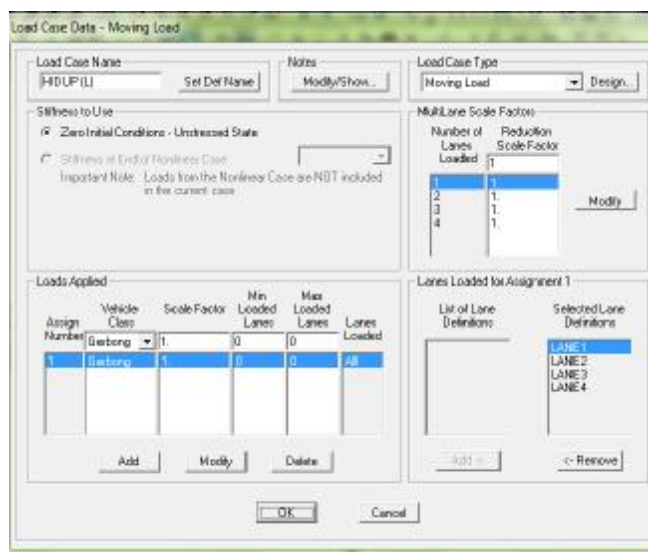 Load Case Data - Moving Load
Load Case Name
HIDUP (L)
Set Def Name
Notes
Modify/Show...
Load Case Type
Moving Load
Design...
Stiffness to Use
Zero Initial Conditions - Unstressed State
Stiffness at End of Nonlinear Case
Important Note: Loads from the Nonlinear Case are NOT included
in the current case
MultiLane Scale Factors
Number of
Lanes
Loaded
Reduction
Scale Factor
1
1 1.
2 1.
3 1.
4 1.
Modify
Loads Applied
Assign
Number
Vehicle
Class
Scale Factor
Min
Loaded
Lanes
Max
Loaded
Lanes
Lanes
Loaded
Gerbong 1. 0 0
1 Gerbong 1. 0 0 All
Add
Modify
Delete
Lanes Loaded for Assignment 1
List of Lane
Definitions
Selected Lane
Definitions
LANE1
LANE2
LANE3
LANE4
Add ->
<- Remove
OK
Cancel